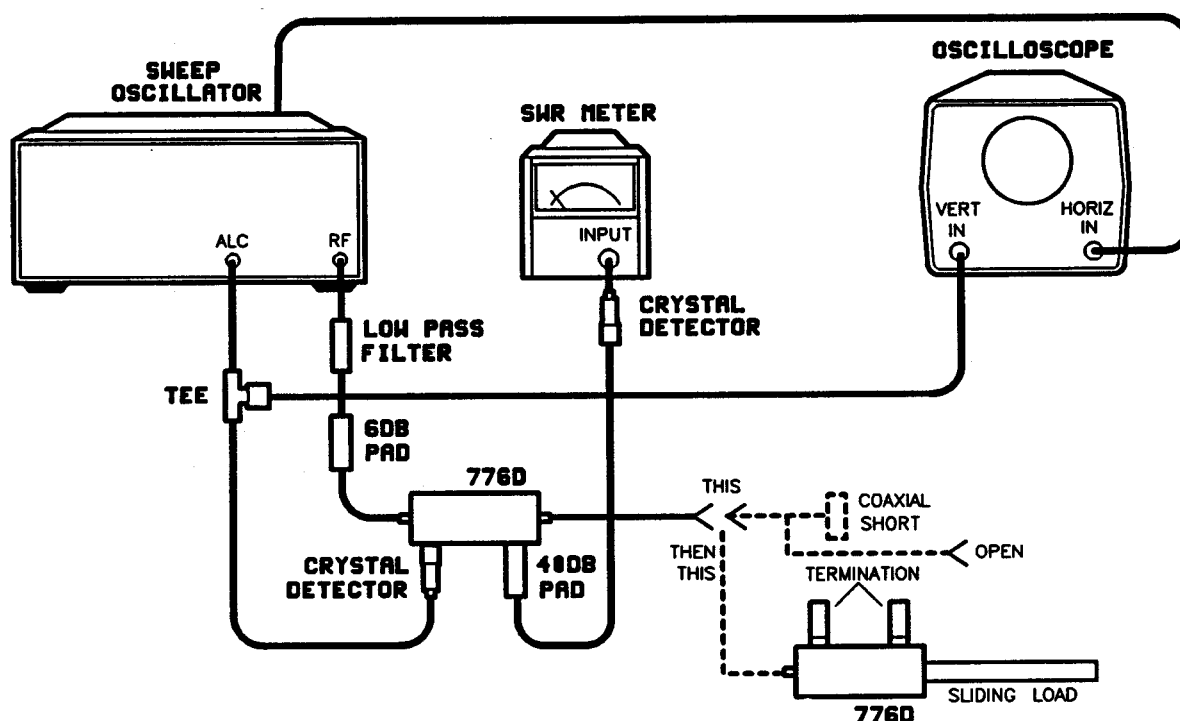 SWEEP
OSCILLATOR
SWR METER
OSCILLOSCOPE
VERT
IN
HORIZ
IN
ALC
RF
INPUT
LOW PASS
FILTER
CRYSTAL
DETECTOR
TEE
6DB
PAD
776D
THIS
COAXIAL
SHORT
THEN
THIS
OPEN
CRYSTAL
DETECTOR
40DB
PAD
TERMINATION
SLIDING LOAD
776D